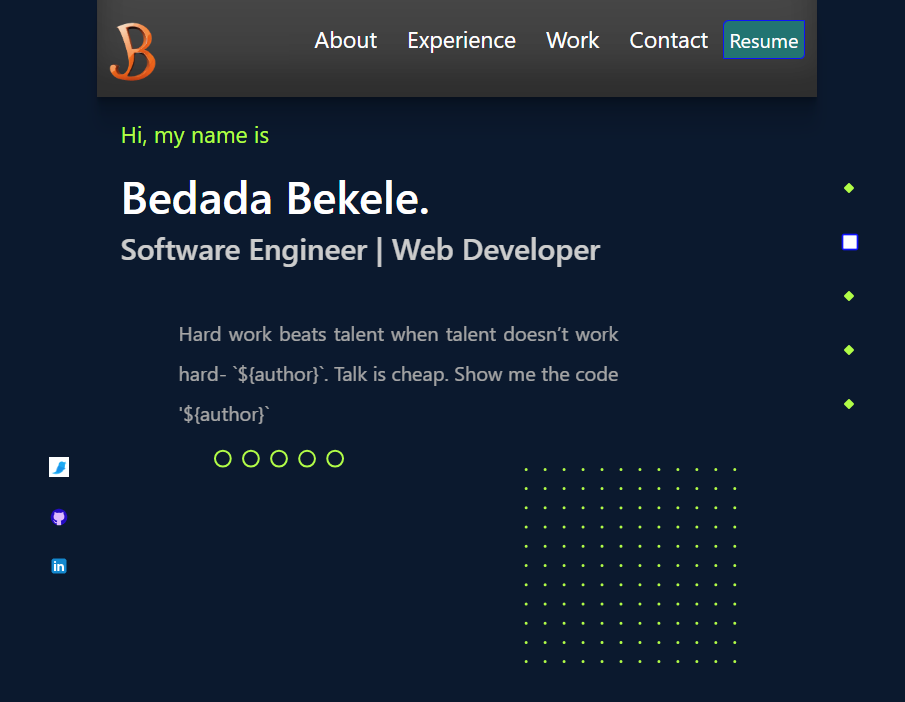 B
About Experience Work Contact Resume
Hi, my name is
Bedada Bekele.
Software Engineer | Web Developer
Hard work beats talent when talent doesn’t work
hard- `${author}`. Talk is cheap. Show me the code
'${author}`
in